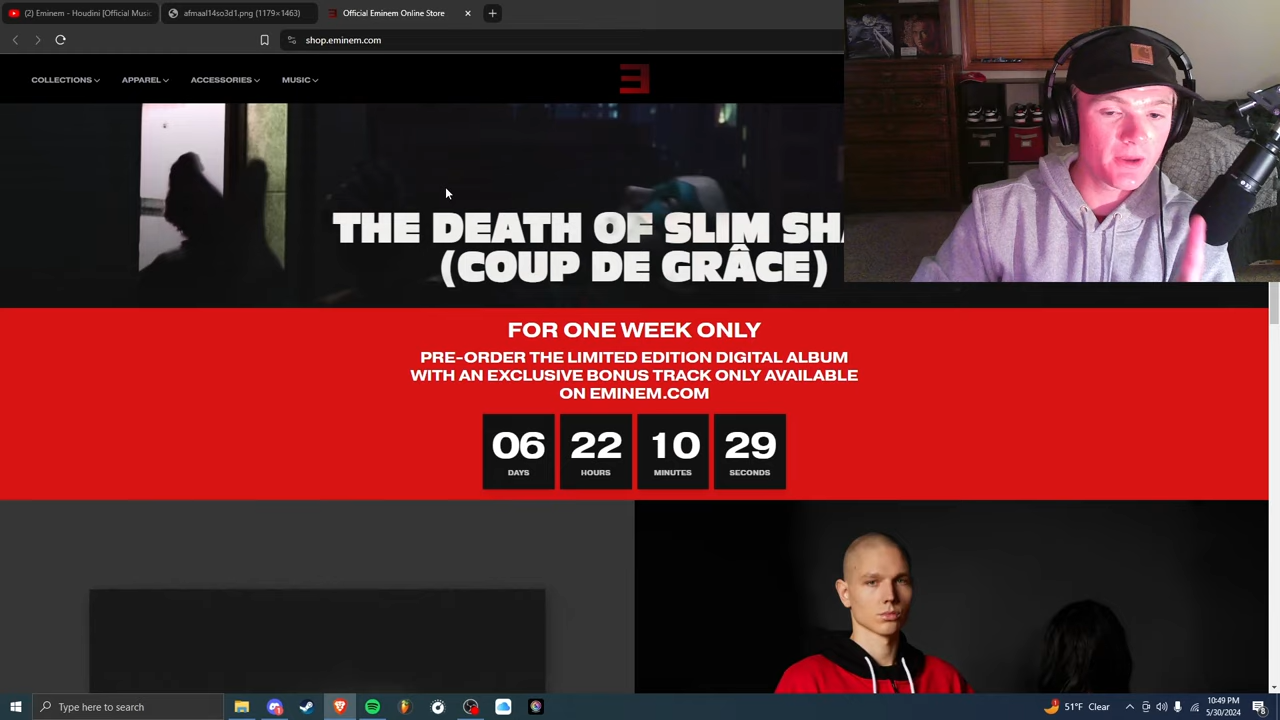 (2) Eminem - Houdini [Official Music
afmaal14so3d1.png (1179×1463)
Official Eminem Online Store
shop.eminem.com
COLLECTIONS APPAREL ACCESSORIES MUSIC
THE DEATH OF SLIM SHA
(COUP DE GRÂCE)
FOR ONE WEEK ONLY
PRE-ORDER THE LIMITED EDITION DIGITAL ALBUM
WITH AN EXCLUSIVE BONUS TRACK ONLY AVAILABLE
ON EMINEM.COM
06 22 10 29
DAYS HOURS MINUTES SECONDS
Type here to search
51°F Clear
10:49 PM
5/30/2024
8